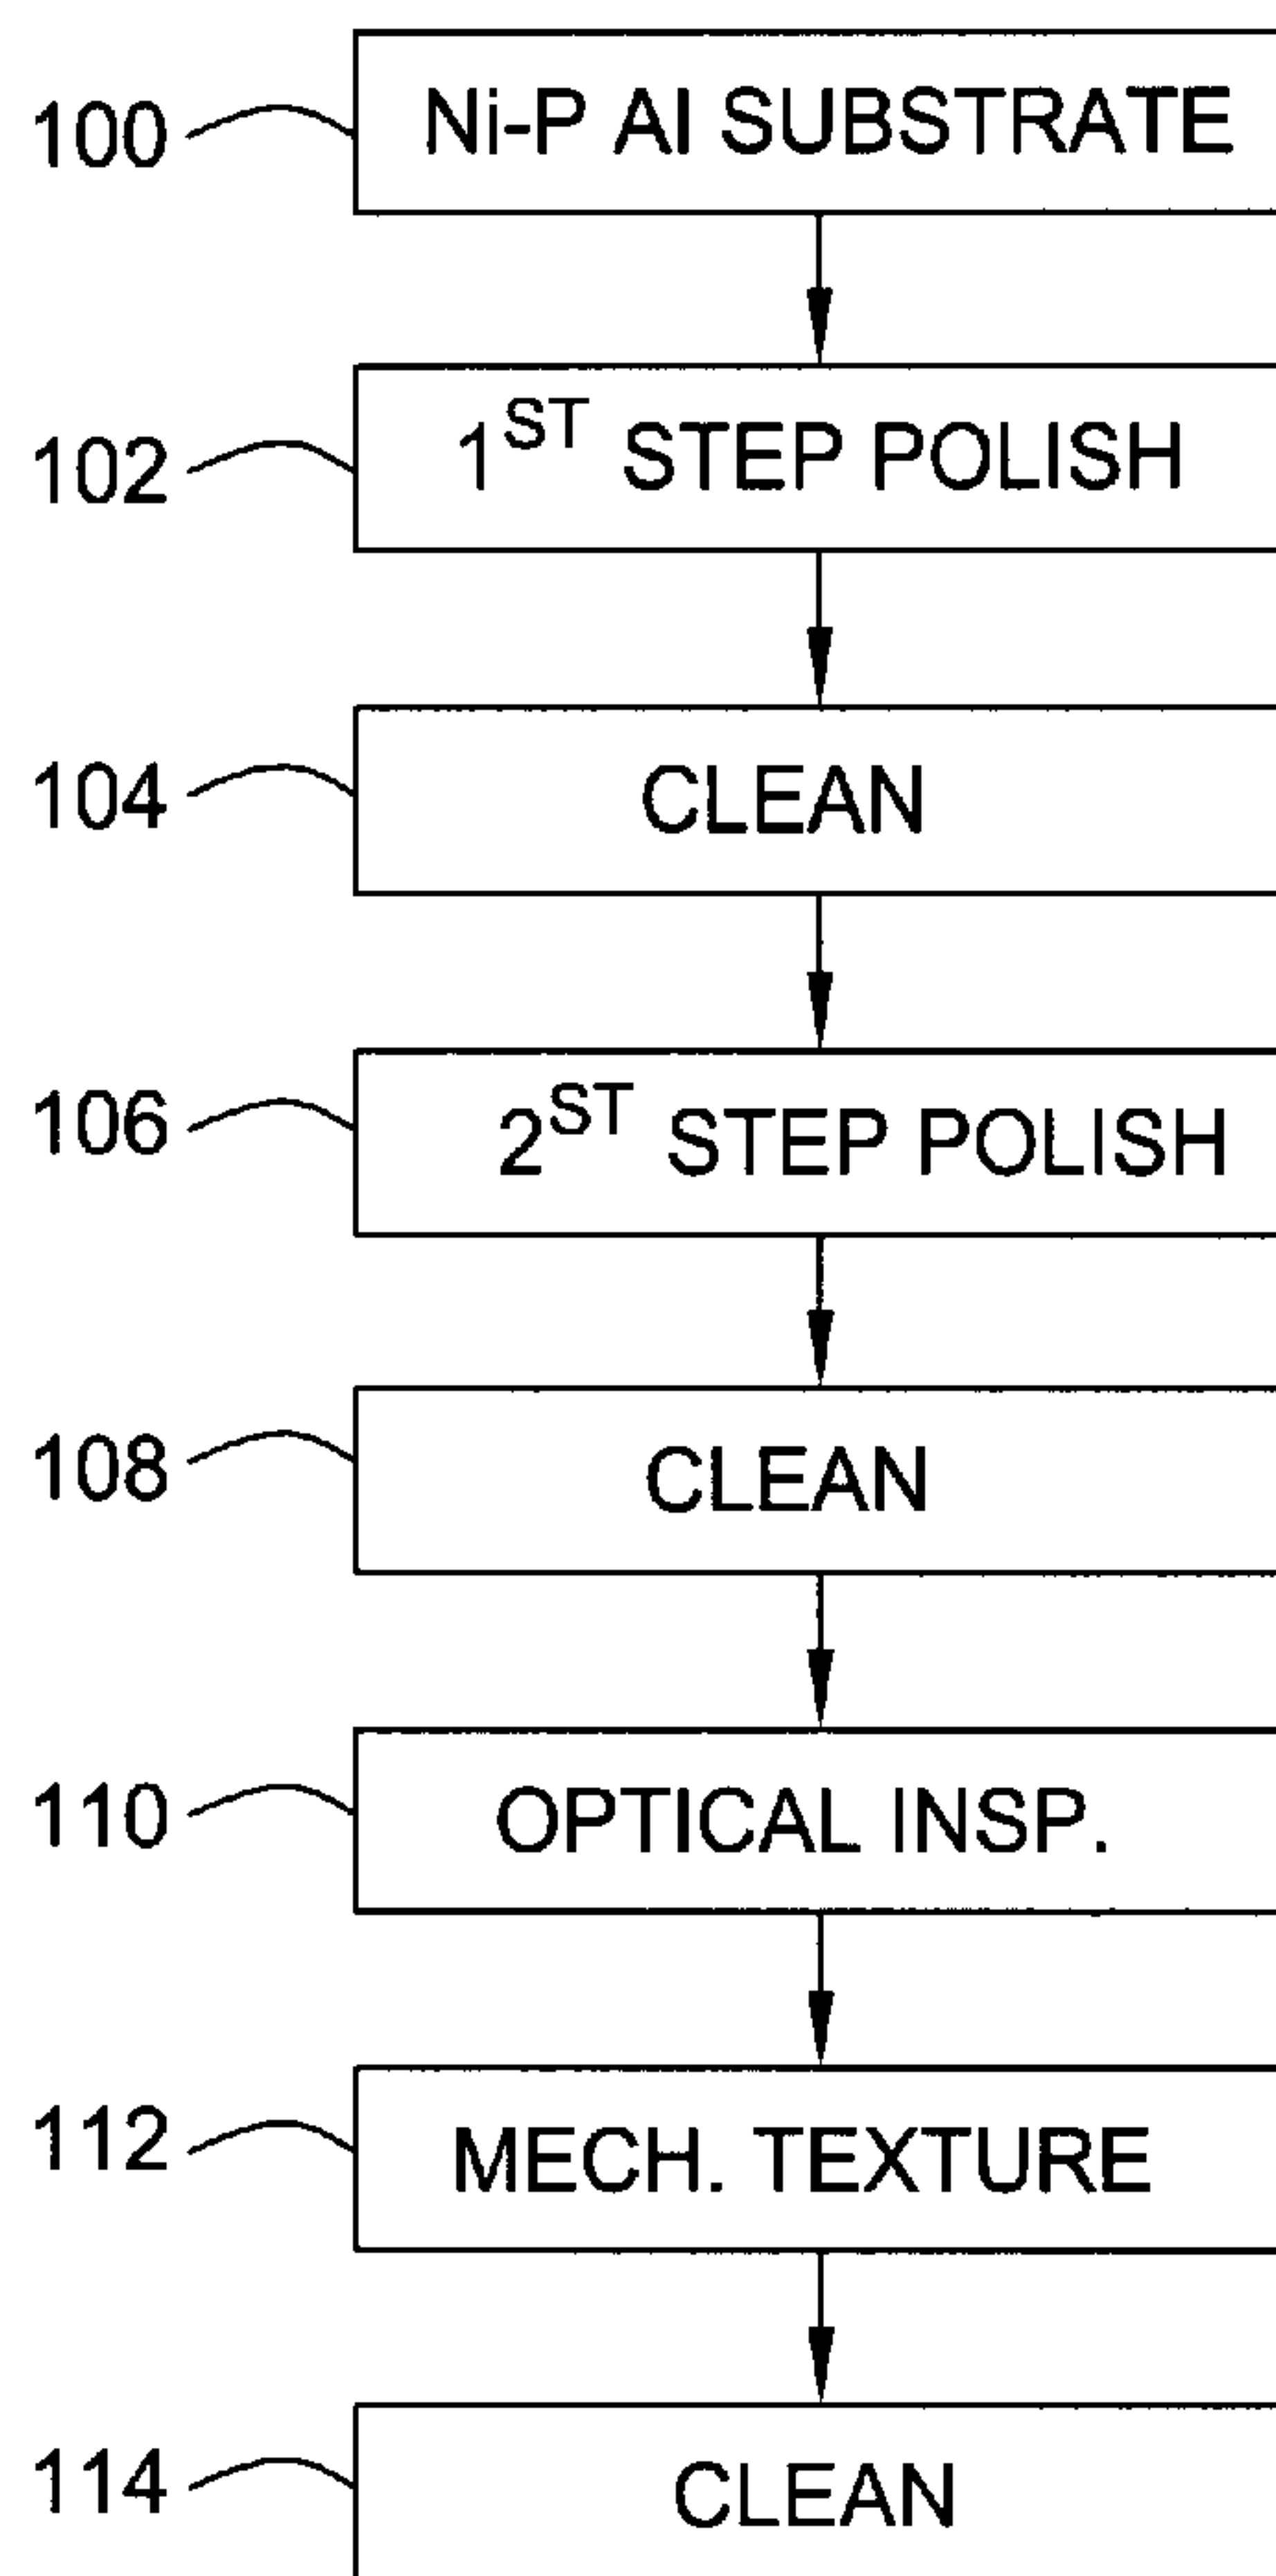 100 Ni-P Al SUBSTRATE
102 1ST STEP POLISH
104 CLEAN
106 2ST STEP POLISH
108 CLEAN
110 OPTICAL INSP.
112 MECH. TEXTURE
114 CLEAN